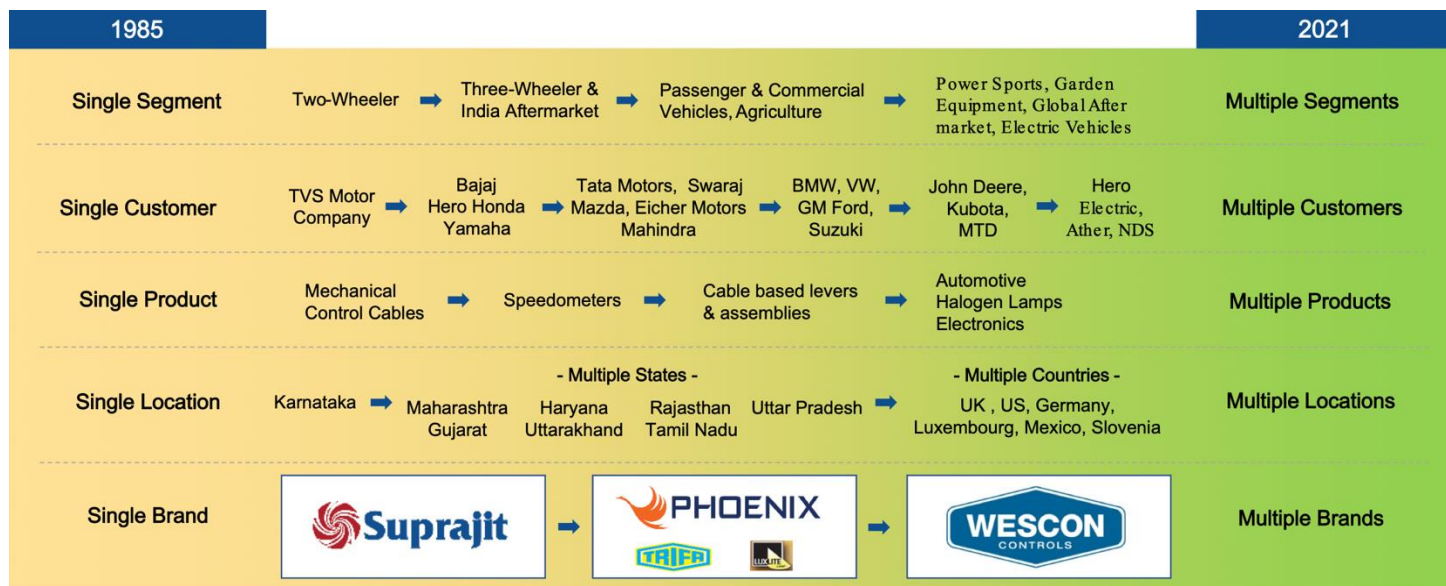 1985
2021
Single Segment
Two-Wheeler
Three-Wheeler &
India Aftermarket
Passenger & Commercial
Vehicles, Agriculture
Power Sports, Garden
Equipment, Global After
market, Electric Vehicles
Multiple Segments
Single Customer
TVS Motor
Company
Bajaj
Hero Honda
Yamaha
Tata Motors, Swaraj
Mazda, Eicher Motors
Mahindra
BMW, VW,
GM Ford,
Suzuki
John Deere,
Kubota,
MTD
Hero
Electric,
Ather, NDS
Multiple Customers
Single Product
Mechanical
Control Cables
Speedometers
Cable based levers
& assemblies
Automotive
Halogen Lamps
Electronics
Multiple Products
Single Location
Karnataka
- Multiple States -
Maharashtra
Gujarat
Haryana
Uttarakhand
Rajasthan
Tamil Nadu
Uttar Pradesh
- Multiple Countries -
UK , US, Germany,
Luxembourg, Mexico, Slovenia
Multiple Locations
Single Brand
Suprajit
PHOENIX
TRIFA
LUXLITE
WESCON
CONTROLS
Multiple Brands